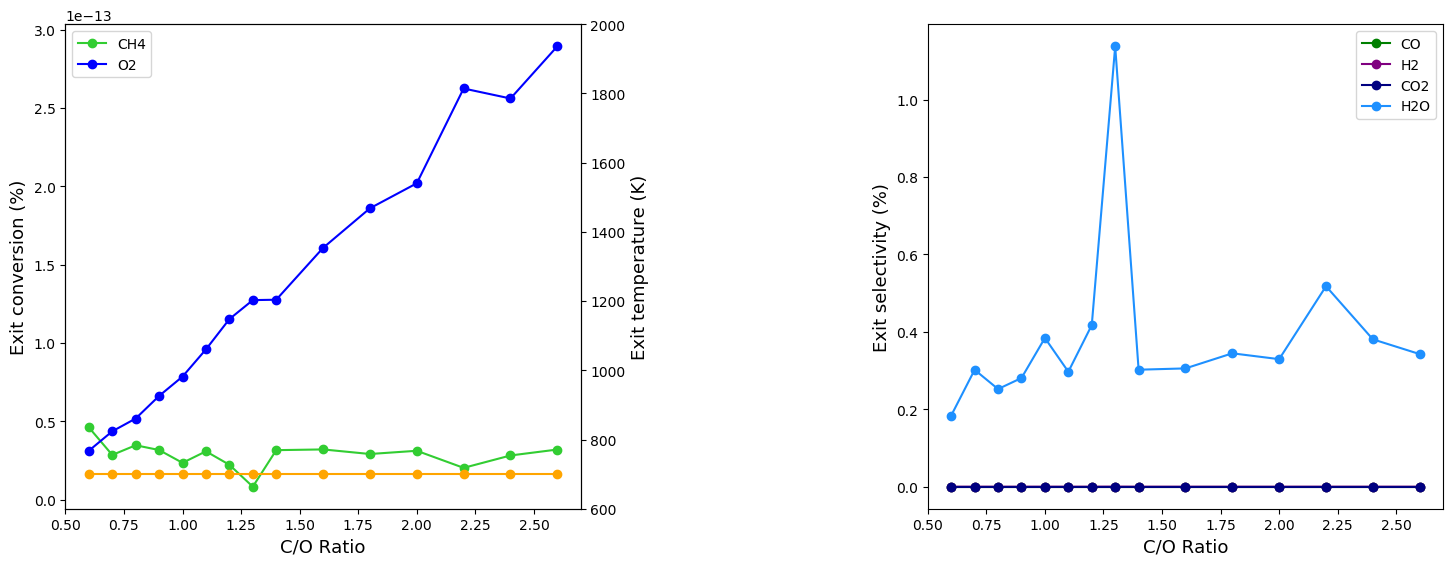 1e−13
CH4
O2
3.0
2.5
2.0
1.5
1.0
0.5
0.0
Exit conversion (%)
0.50 0.75 1.00 1.25 1.50 1.75 2.00 2.25 2.50
C/O Ratio
2000
1800
1600
1400
1200
1000
800
600
Exit temperature (K)
CO
H2
CO2
H2O
1.0
0.8
0.6
0.4
0.2
0.0
Exit selectivity (%)
0.50 0.75 1.00 1.25 1.50 1.75 2.00 2.25 2.50
C/O Ratio